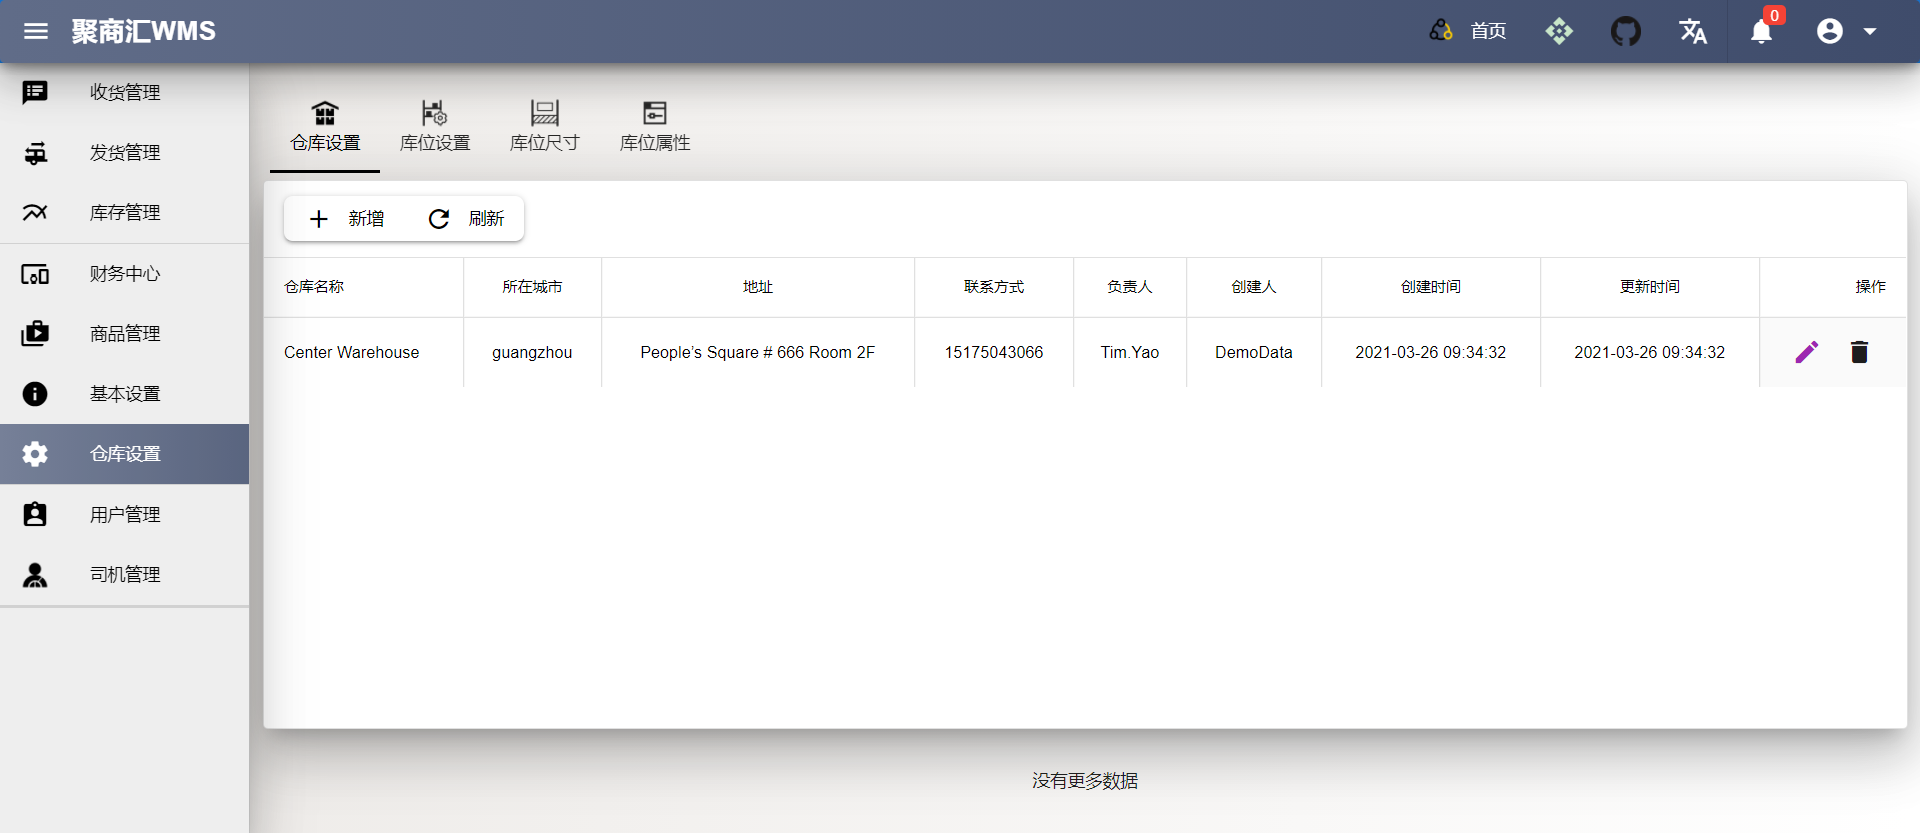 聚商汇WMS
首页
0
收货管理
发货管理
库存管理
财务中心
商品管理
基本设置
仓库设置
用户管理
司机管理
仓库设置 库位设置 库位尺寸 库位属性
新增 刷新
仓库名称 所在城市 地址 联系方式 负责人 创建人 创建时间 更新时间 操作
Center Warehouse guangzhou People’s Square # 666 Room 2F 15175043066 Tim.Yao DemoData 2021-03-26 09:34:32 2021-03-26 09:34:32
没有更多数据